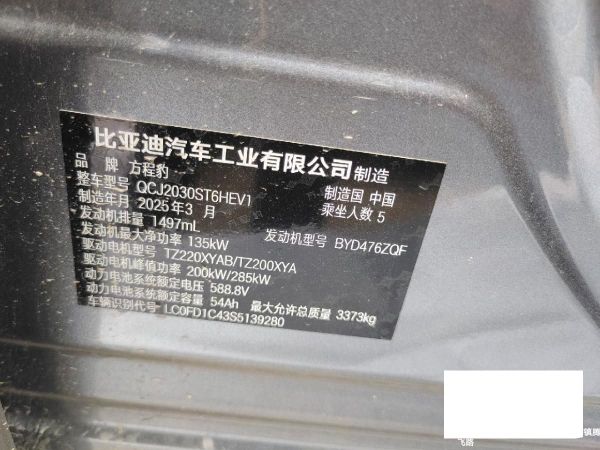 比亚迪汽车工业有限公司制造
品 牌 方程豹
制造国 中国
整车型号 QCJ2030ST6HEV1
乘坐人数 5
制造年月 2025年3月
发动机排量 1497mL
发动机型号 BYD476ZQF
发动机最大净功率 135kW
驱动电机型号 TZ220XYAB/TZ200XYA
驱动电机峰值功率 200kW/285kW
动力电池系统额定电压 588.8V
动力电池系统额定容量 54Ah 最大允许总质量 3373kg
车辆识别代号 LC0FD1C43S5139280
镇腾
飞路